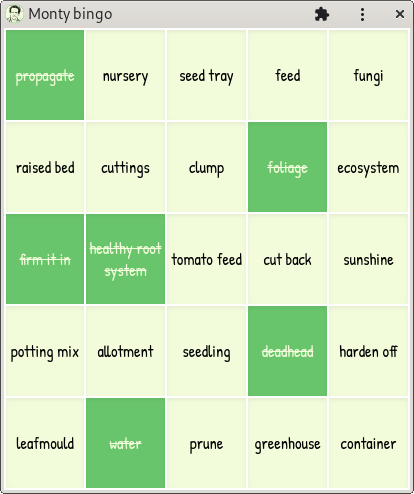 Monty bingo
propagate nursery seed tray feed fungi
raised bed cuttings clump foliage ecosystem
firm it in healthy root system tomato feed cut back sunshine
potting mix allotment seedling deadhead harden off
leafmould water prune greenhouse container